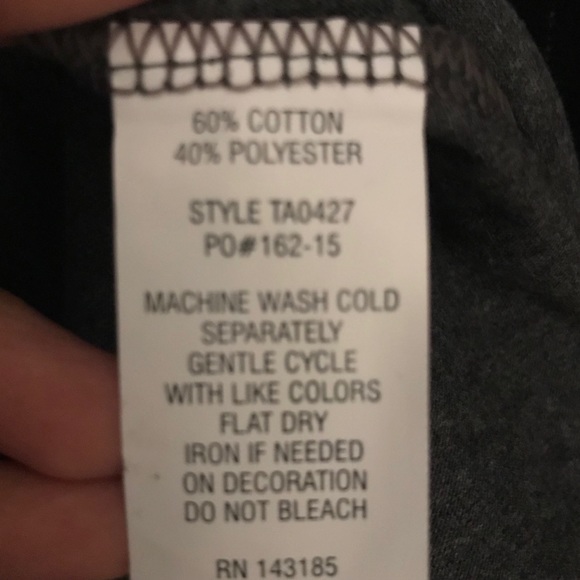 60% COTTON
40% POLYESTER
STYLE TA0427
PO#162-15
MACHINE WASH COLD
SEPARATELY
GENTLE CYCLE
WITH LIKE COLORS
FLAT DRY
IRON IF NEEDED
ON DECORATION
DO NOT BLEACH
RN 143185